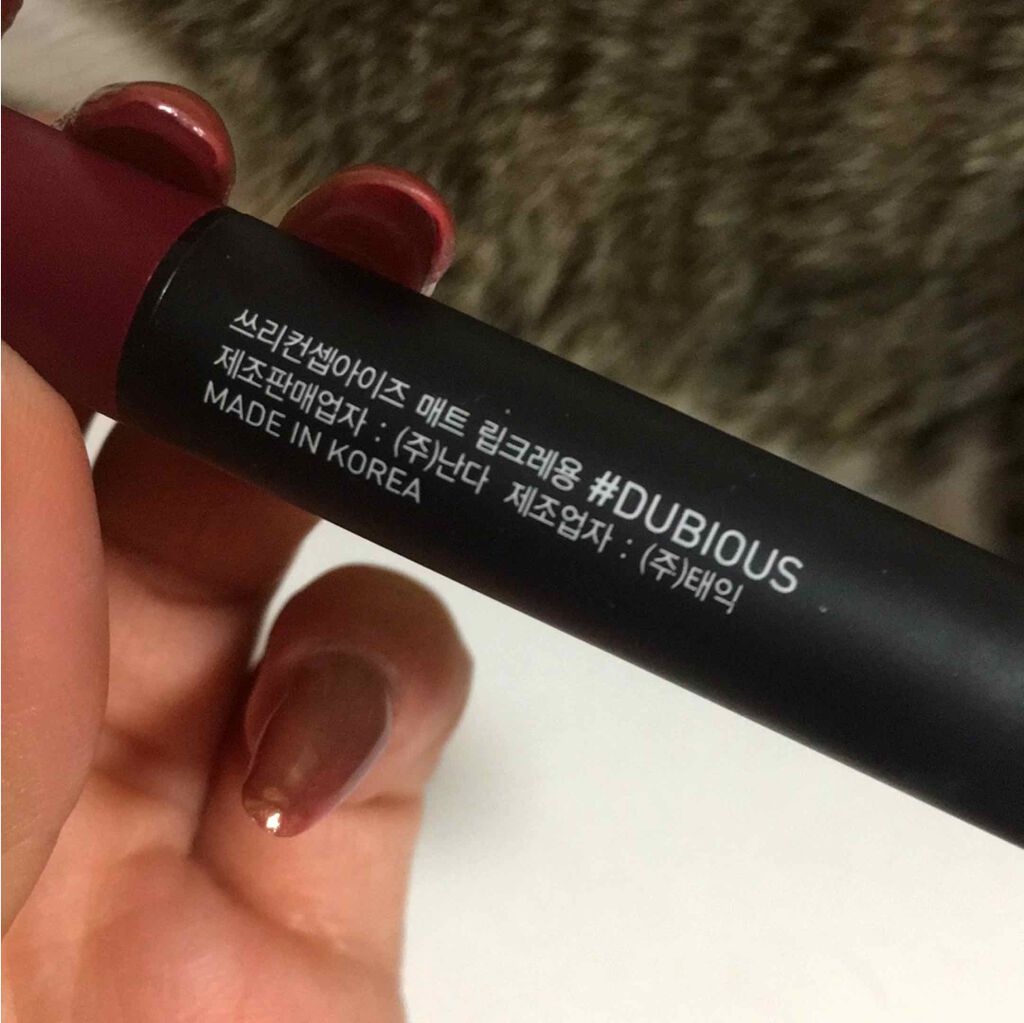 쓰리컨셉아이즈 매트 립크레용 #DUBIOUS
제조판매업자 : (주)난다 제조업자 : (주)태익
MADE IN KOREA